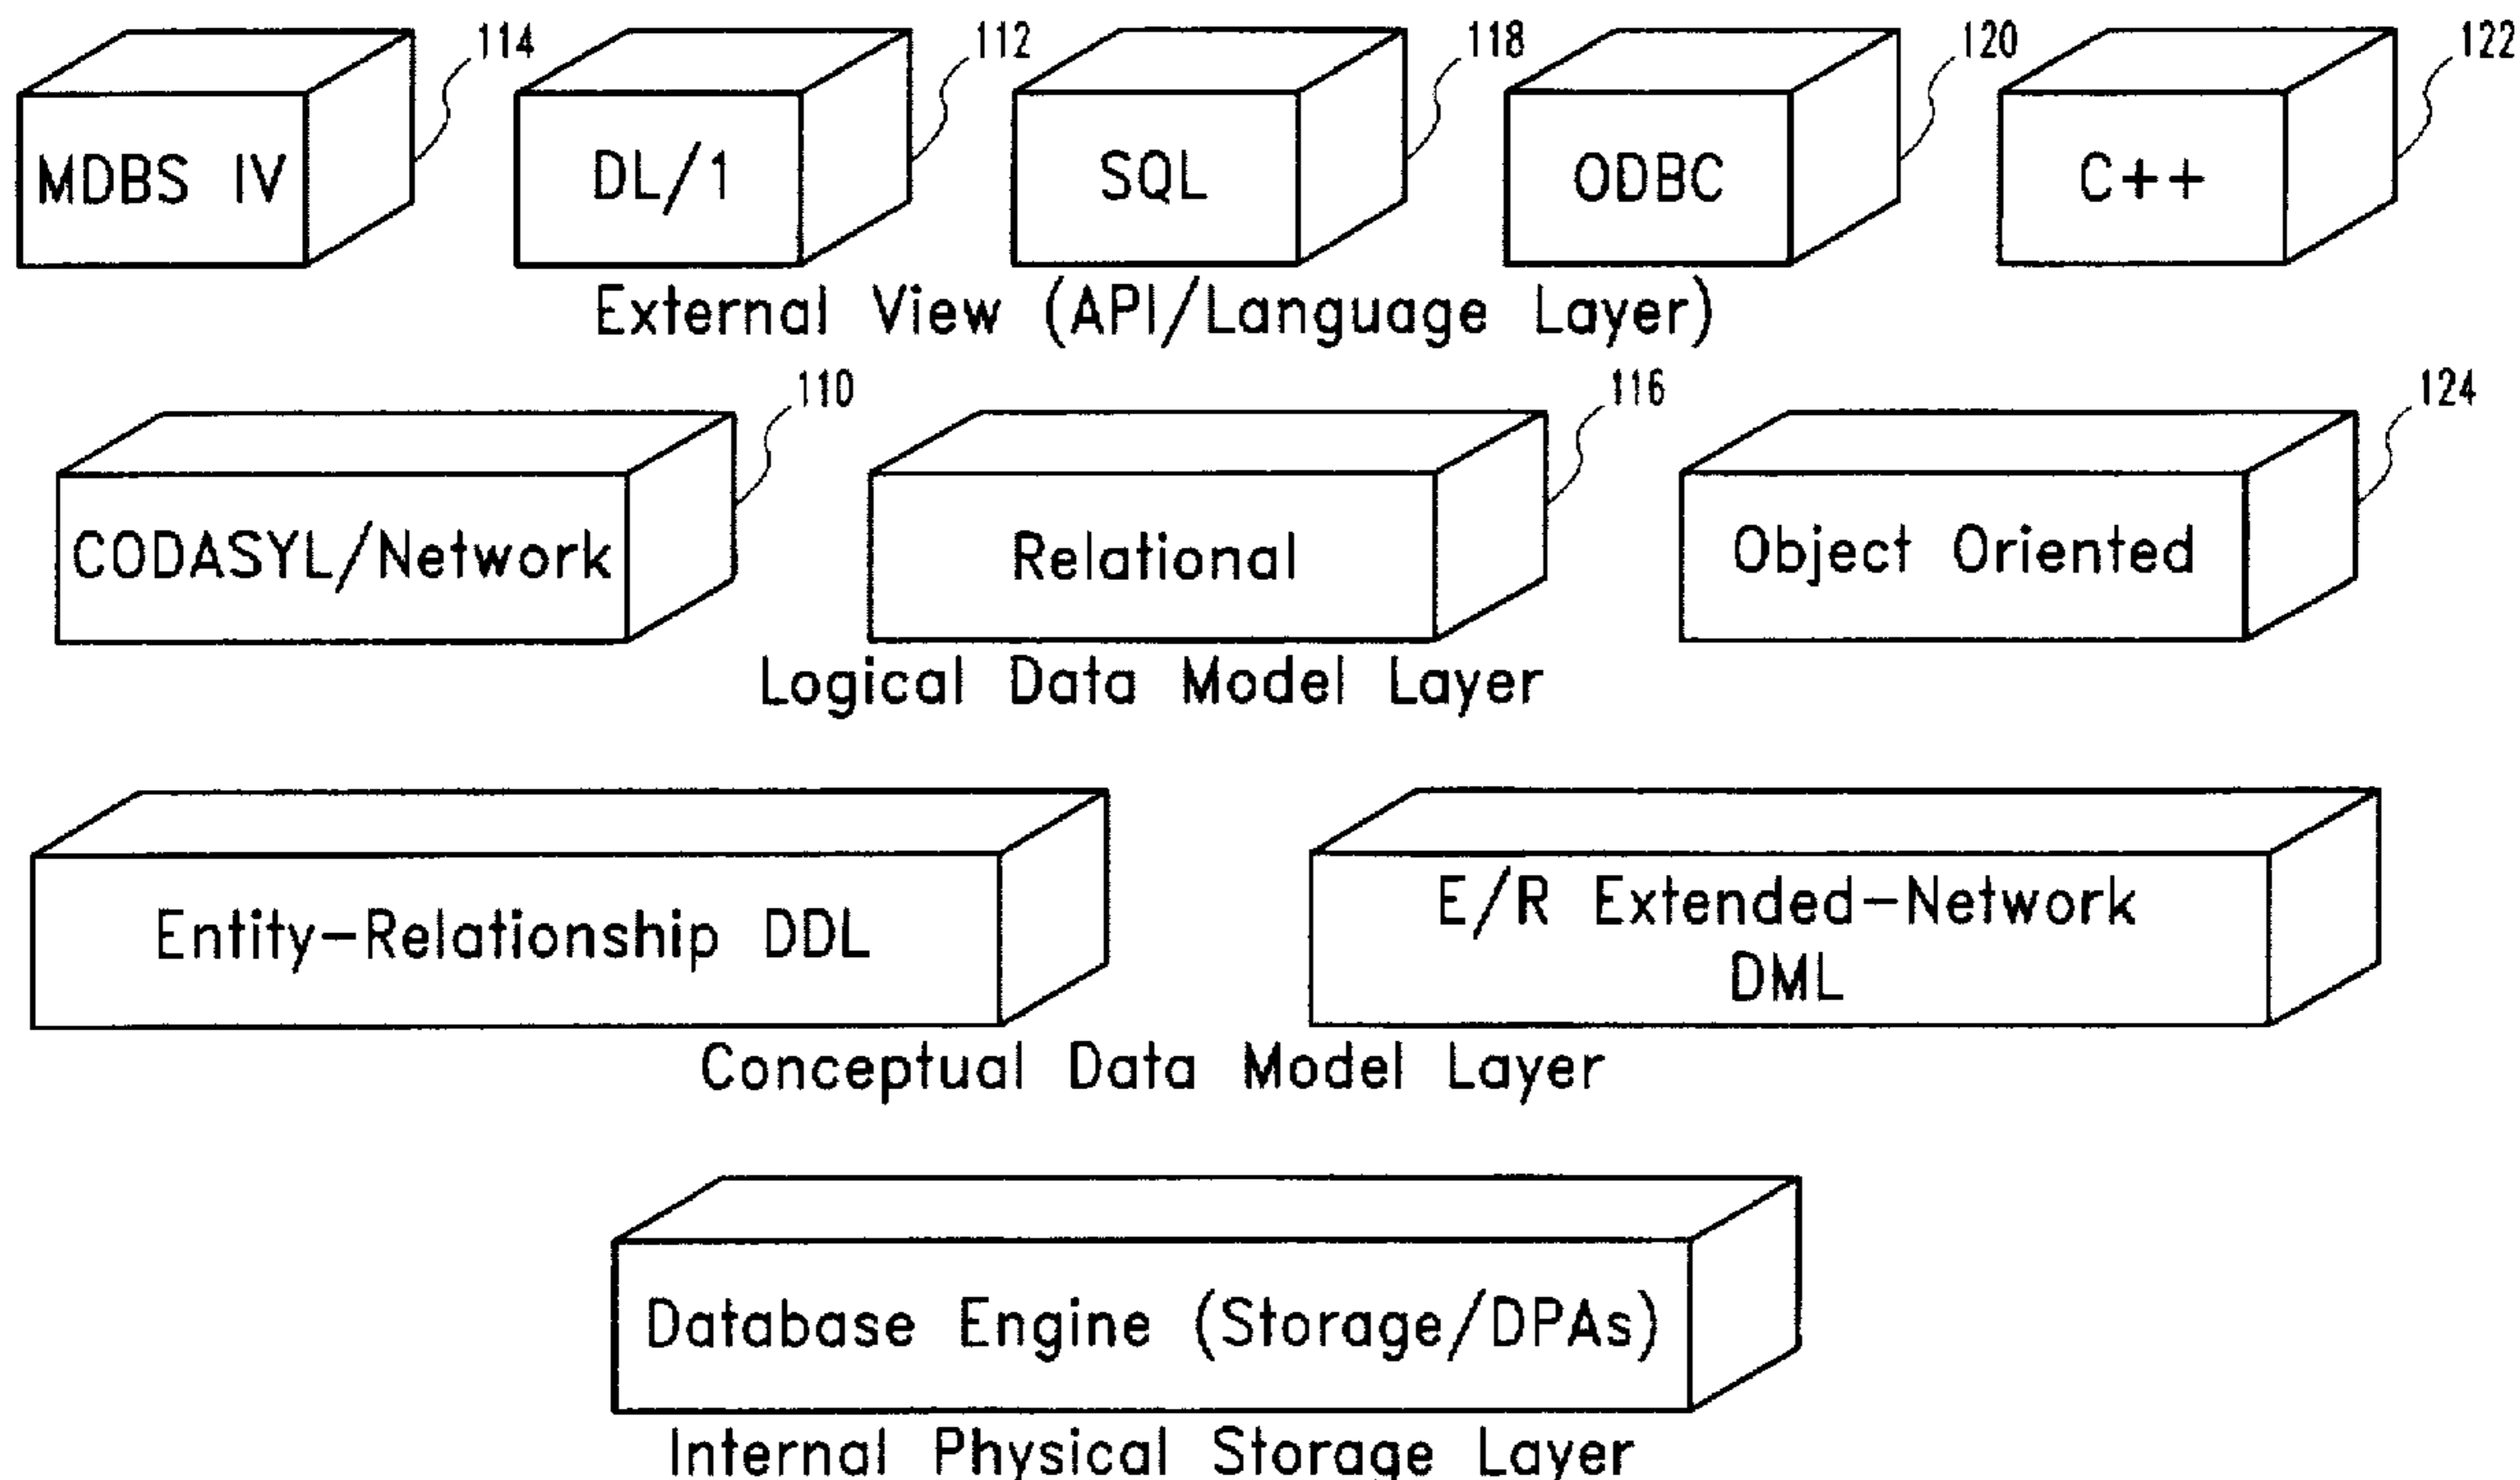 114
112
118
120
122
MDBS IV
DL/1
SQL
ODBC
C++
External View (API/Language Layer)
110
116
124
CODASYL/Network
Relational
Object Oriented
Logical Data Model Layer
Entity-Relationship DDL
E/R Extended-Network
DML
Conceptual Data Model Layer
Database Engine (Storage/DPAs)
Internal Physical Storage Layer